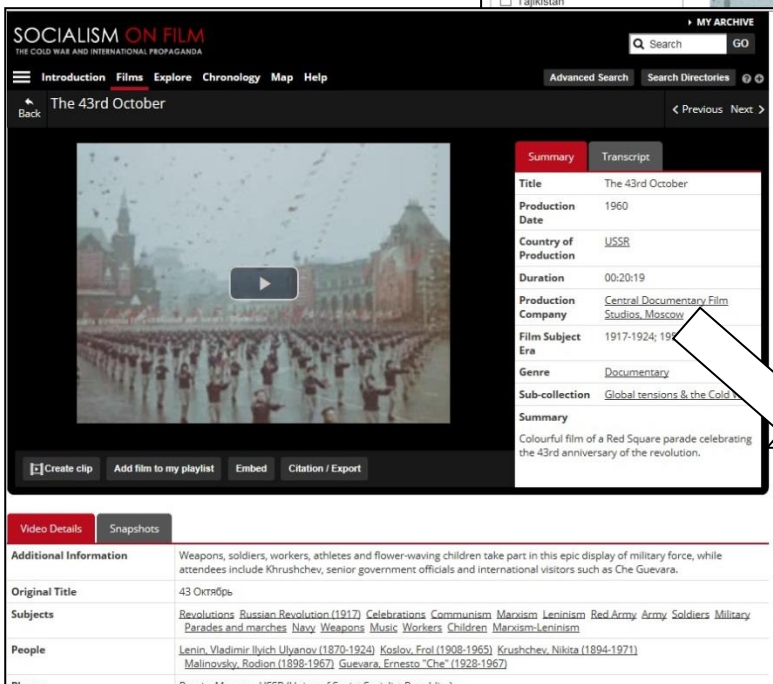 Tajikistan
SOCIALISM ON FILM
THE COLD WAR AND INTERNATIONAL PROPAGANDA
MY ARCHIVE
Search GO
Introduction Films Explore Chronology Map Help
Advanced Search Search Directories
Back The 43rd October
Previous Next
Summary Transcript
Title The 43rd October
Production Date 1960
Country of Production USSR
Duration 00:20:19
Production Company Central Documentary Film Studios, Moscow
Film Subject Era 1917-1924;
Genre Documentary
Sub-collection Global tensions & the Cold
Summary
Colourful film of a Red Square parade celebrating
the 43rd anniversary of the revolution.
Create clip Add film to my playlist Embed Citation / Export
Video Details Snapshots
Additional Information Weapons, soldiers, workers, athletes and flower-waving children take part in this epic display of military force, while
attendees include Khrushchev, senior government officials and international visitors such as Che Guevara.
Original Title 43 Октябрь
Subjects Revolutions Russian Revolution (1917) Celebrations Communism Marxism Leninism Red Army Army Soldiers Military
Parades and marches Navy Weapons Music Workers Children Marxism-Leninism
People Lenin, Vladimir Ilyich Ulyanov (1870-1924) Koslov, Frol (1908-1965) Krushchev, Nikita (1894-1971)
Malinovsky, Rodion (1898-1967) Guevara, Ernesto "Che" (1928-1967)